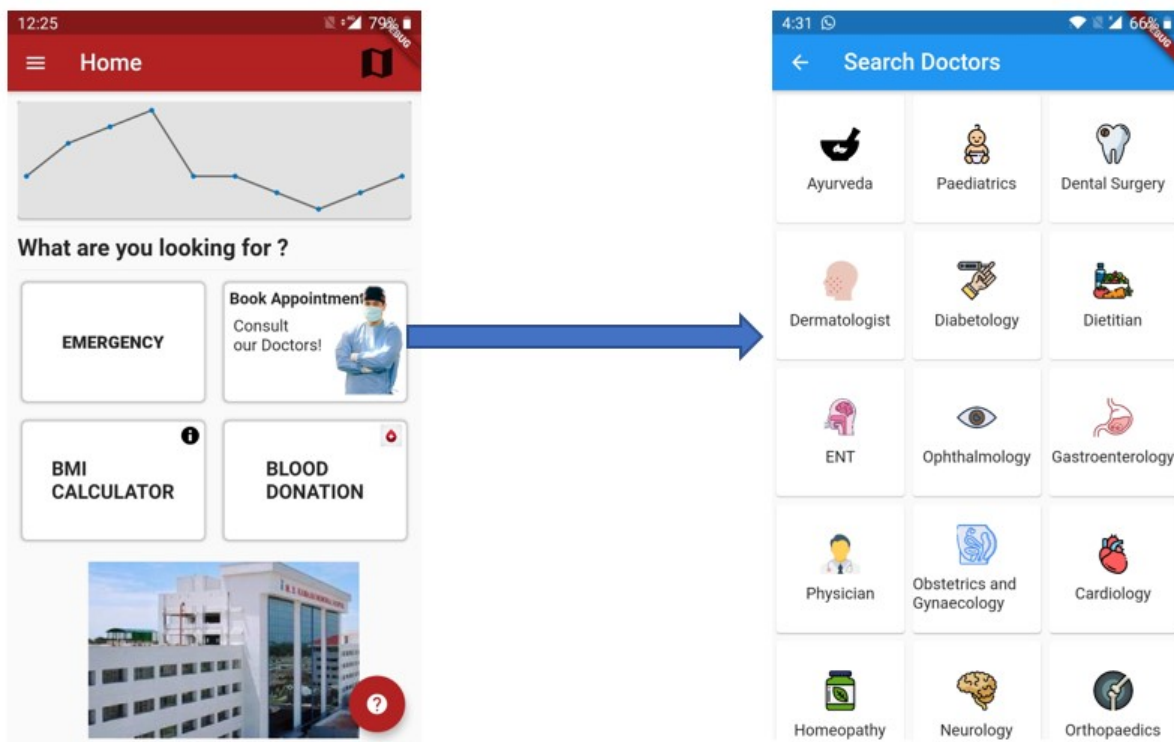 12:25
79%
DEBUG
Home
What are you looking for ?
EMERGENCY
Book Appointment
Consult
our Doctors!
BMI
CALCULATOR
BLOOD
DONATION
?
4:31
66%
DEBUG
Search Doctors
Ayurveda
Paediatrics
Dental Surgery
Dermatologist
Diabetology
Dietitian
ENT
Ophthalmology
Gastroenterology
Physician
Obstetrics and
Gynaecology
Cardiology
Homeopathy
Neurology
Orthopaedics